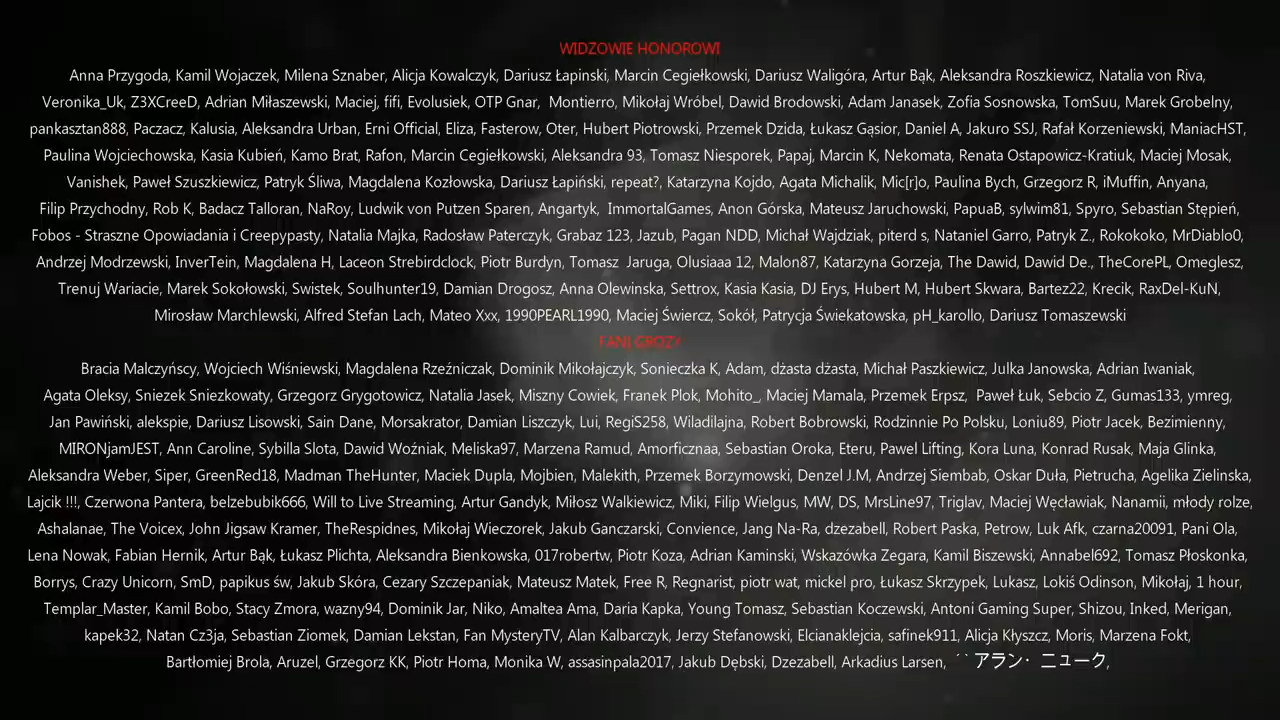 WIDZOWIE HONOROWI
Anna Przygoda, Kamil Wojaczek, Milena Sznaber, Alicja Kowalczyk, Dariusz Łapinski, Marcin Cegiełkowski, Dariusz Waligóra, Artur Bąk, Aleksandra Roszkiewicz, Natalia von Riva,
Veronika_Uk, Z3XCreeD, Adrian Miłaszewski, Maciej, fifi, Evolusiek, OTP Gnar, Montierro, Mikołaj Wróbel, Dawid Brodowski, Adam Janasek, Zofia Sosnowska, TomSuu, Marek Grobelny,
pankasztan888, Paczacz, Kalusia, Aleksandra Urban, Erni Official, Eliza, Fasterow, Oter, Hubert Piotrowski, Przemek Dzida, Łukasz Gąsior, Daniel A, Jakuro SSJ, Rafał Korzeniewski, ManiacHST,
Paulina Wojciechowska, Kasia Kubień, Kamo Brat, Rafon, Marcin Cegiełkowski, Aleksandra 93, Tomasz Niesporek, Papaj, Marcin K, Nekomata, Renata Ostapowicz-Kratiuk, Maciej Mosak,
Vanishek, Paweł Szuszkiewicz, Patryk Śliwa, Magdalena Kozłowska, Dariusz Łapiński, repeat?, Katarzyna Kojdo, Agata Michalik, Mic[r]o, Paulina Bych, Grzegorz R, iMuffin, Anyana,
Filip Przychodny, Rob K, Badacz Talloran, NaRoy, Ludwik von Putzen Sparen, Angartyk, ImmortalGames, Anon Górska, Mateusz Jaruchowski, PapuaB, sylwim81, Spyro, Sebastian Stępień,
Fobos - Straszne Opowiadania i Creepypasty, Natalia Majka, Radosław Paterczyk, Grabaz 123, Jazub, Pagan NDD, Michał Wajdziak, piterd s, Nataniel Garro, Patryk Z., Rokokoko, MrDiablo0,
Andrzej Modrzewski, InverTein, Magdalena H, Laceon Strebirdclock, Piotr Burdyn, Tomasz Jaruga, Olusiaaa 12, Malon87, Katarzyna Gorzeja, The Dawid, Dawid De., TheCorePL, Omeglesz,
Trenuj Wariacie, Marek Sokołowski, Swistek, Soulhunter19, Damian Drogosz, Anna Olewinska, Settrox, Kasia Kasia, DJ Erys, Hubert M, Hubert Skwara, Bartez22, Krecik, RaxDel-KuN,
Mirosław Marchlewski, Alfred Stefan Lach, Mateo Xxx, 1990PEARL1990, Maciej Świercz, Sokół, Patrycja Świekatowska, pH_karollo, Dariusz Tomaszewski
FANI GROZY
Bracia Malczyńscy, Wojciech Wiśniewski, Magdalena Rzeźniczak, Dominik Mikołajczyk, Sonieczka K, Adam, dżasta dżasta, Michał Paszkiewicz, Julka Janowska, Adrian Iwaniak,
Agata Oleksy, Sniezek Sniezkowaty, Grzegorz Grygotowicz, Natalia Jasek, Miszny Cowiek, Franek Plok, Mohito_, Maciej Mamala, Przemek Erpsz, Paweł Łuk, Sebcio Z, Gumas133, ymreg,
Jan Pawiński, alekspie, Dariusz Lisowski, Sain Dane, Morsakrator, Damian Liszczyk, Lui, RegiS258, Wiladilajna, Robert Bobrowski, Rodzinnie Po Polsku, Loniu89, Piotr Jacek, Bezimienny,
MIRONjamJEST, Ann Caroline, Sybilla Slota, Dawid Woźniak, Meliska97, Marzena Ramud, Amorficznaa, Sebastian Oroka, Eteru, Pawel Lifting, Kora Luna, Konrad Rusak, Maja Glinka,
Aleksandra Weber, Siper, GreenRed18, Madman TheHunter, Maciek Dupla, Mojbien, Malekith, Przemek Borzymowski, Denzel J.M, Andrzej Siembab, Oskar Duła, Pietrucha, Agelika Zielinska,
Lajcik !!!, Czerwona Pantera, belzebubik666, Will to Live Streaming, Artur Gandyk, Miłosz Walkiewicz, Miki, Filip Wielgus, MW, DS, MrsLine97, Triglav, Maciej Węcławiak, Nanamii, młody rolze,
Ashalanae, The Voicex, John Jigsaw Kramer, TheRespidnes, Mikołaj Wieczorek, Jakub Ganczarski, Convience, Jang Na-Ra, dzezabell, Robert Paska, Petrow, Luk Afk, czarna20091, Pani Ola,
Lena Nowak, Fabian Hernik, Artur Bąk, Łukasz Plichta, Aleksandra Bienkowska, 017robertw, Piotr Koza, Adrian Kaminski, Wskazówka Zegara, Kamil Biszewski, Annabel692, Tomasz Płoskonka,
Borrys, Crazy Unicorn, SmD, papikus św, Jakub Skóra, Cezary Szczepaniak, Mateusz Matek, Free R, Regnarist, piotr wat, mickel pro, Łukasz Skrzypek, Lukasz, Lokiś Odinson, Mikołaj, 1 hour,
Templar_Master, Kamil Bobo, Stacy Zmora, wazny94, Dominik Jar, Niko, Amaltea Ama, Daria Kapka, Young Tomasz, Sebastian Koczewski, Antoni Gaming Super, Shizou, Inked, Merigan,
kapek32, Natan Cz3ja, Sebastian Ziomek, Damian Lekstan, Fan MysteryTV, Alan Kalbarczyk, Jerzy Stefanowski, Elcianaklejcia, safinek911, Alicja Kłyszcz, Moris, Marzena Fokt,
Bartłomiej Brola, Aruzel, Grzegorz KK, Piotr Homa, Monika W, assasinpala2017, Jakub Dębski, Dzezabell, Arkadius Larsen, ´` アラン· ニューク,